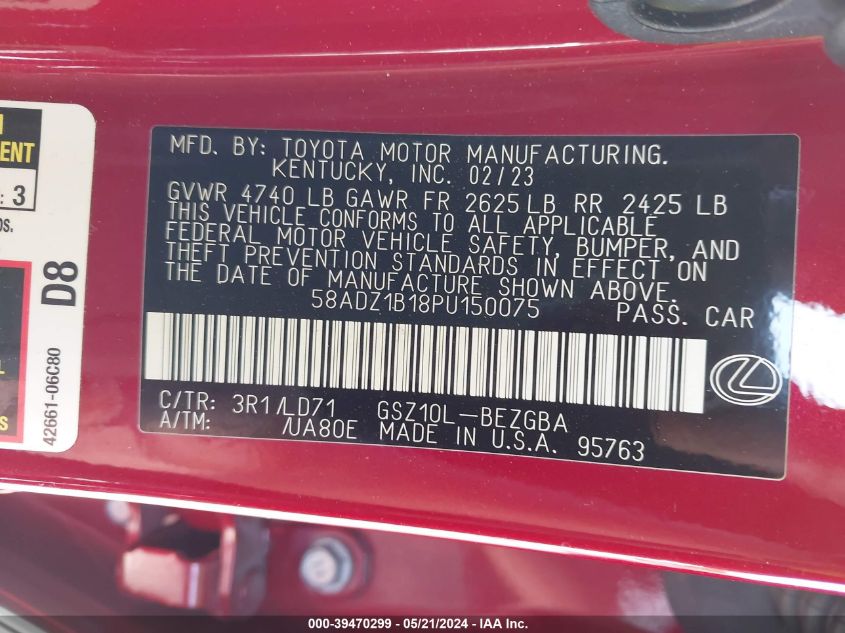 MFD. BY: TOYOTA MOTOR MANUFACTURING.
KENTUCKY, INC. 02/23
GVWR 4740 LB GAWR FR 2625 LB RR 2425 LB
THIS VEHICLE CONFORMS TO ALL APPLICABLE
FEDERAL MOTOR VEHICLE SAFETY, BUMPER, AND
THEFT PREVENTION STANDARDS IN EFFECT ON
THE DATE OF MANUFACTURE SHOWN ABOVE.
58ADZ1B18PU150075 PASS. CAR
C/TR: 3R1/LD71 GSZ10L-BEZGBA
A/TM: /UA80E MADE IN U.S.A. 95763
: 3
D8
42661-06C80
000-39470299 - 05/21/2024 - IAA Inc.